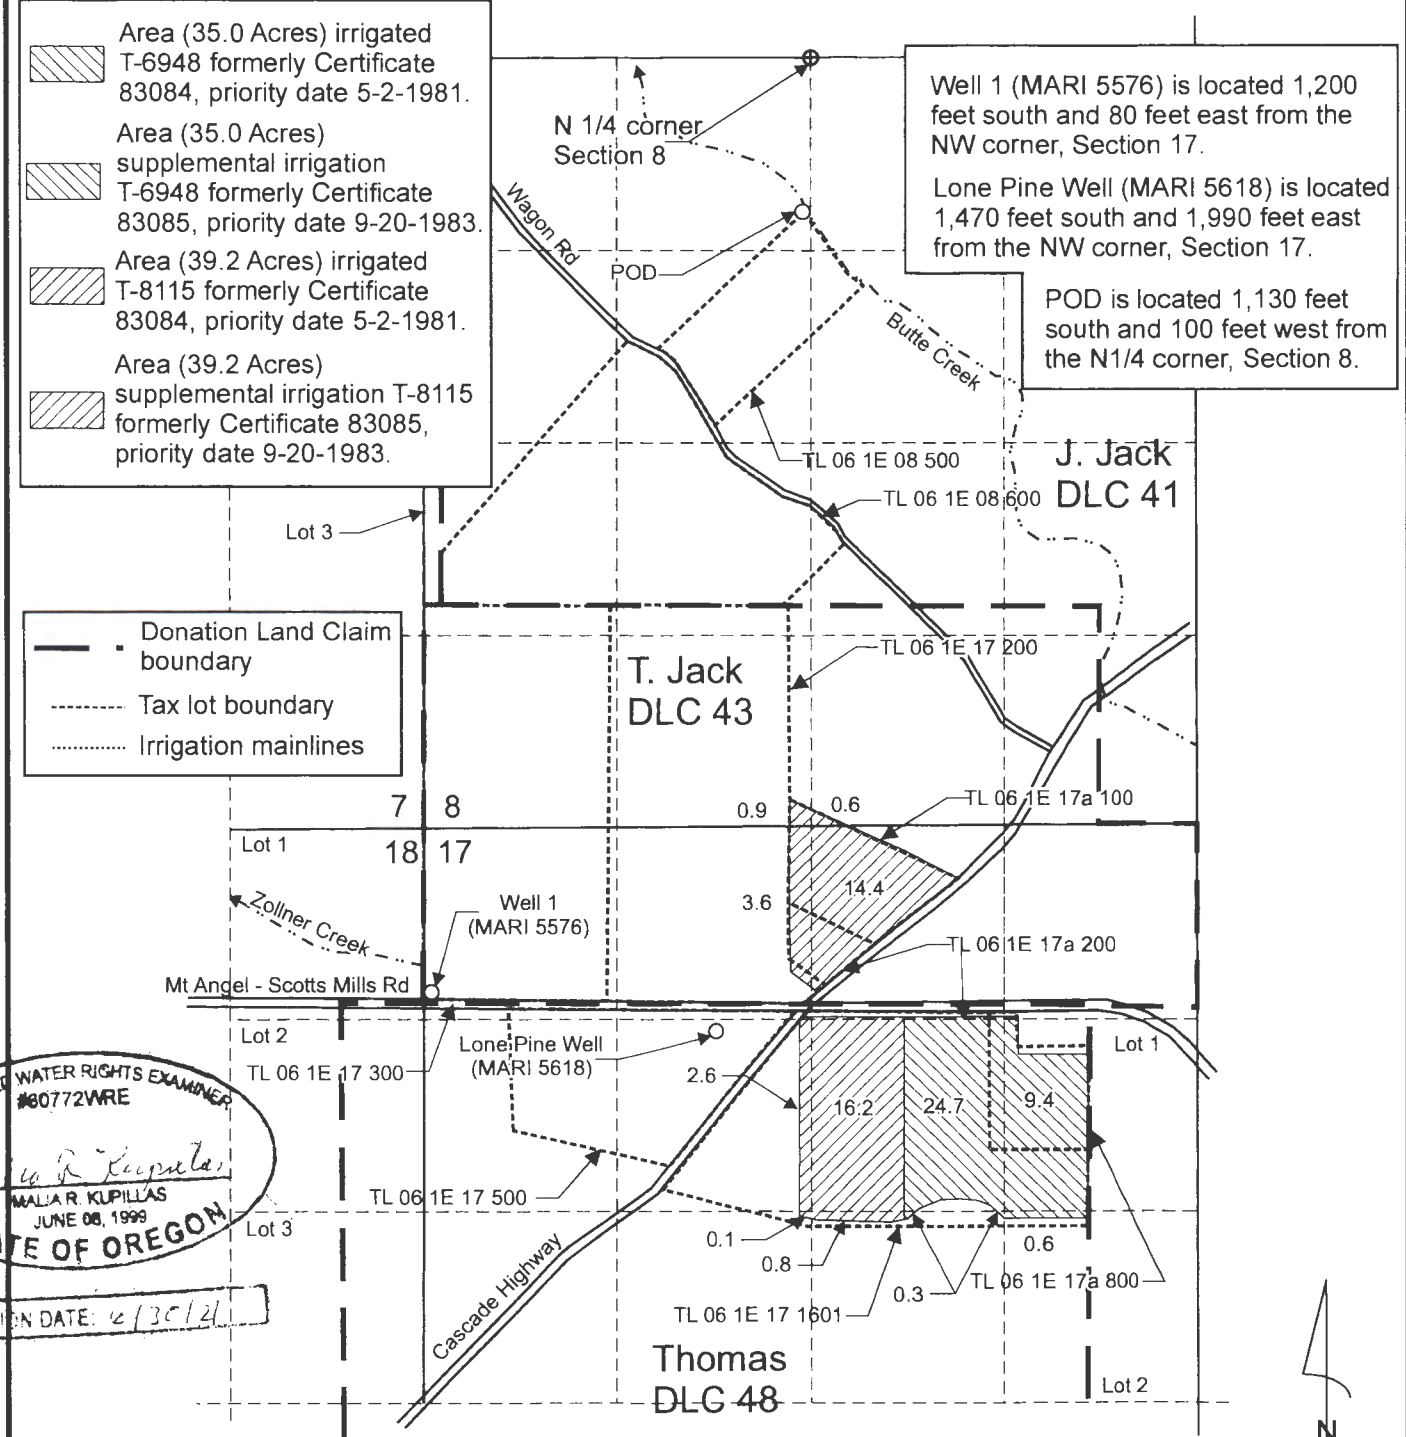 Area (35.0 Acres) irrigated
T-6948 formerly Certificate
83084, priority date 5-2-1981.
Area (35.0 Acres)
supplemental irrigation
T-6948 formerly Certificate
83085, priority date 9-20-1983.
Area (39.2 Acres) irrigated
T-8115 formerly Certificate
83084, priority date 5-2-1981.
Area (39.2 Acres)
supplemental irrigation T-8115
formerly Certificate 83085,
priority date 9-20-1983.
N 1/4 corner
Section 8
Well 1 (MARI 5576) is located 1,200
feet south and 80 feet east from the
NW corner, Section 17.
Lone Pine Well (MARI 5618) is located
1,470 feet south and 1,990 feet east
from the NW corner, Section 17.
POD is located 1,130 feet
south and 100 feet west from
the N1/4 corner, Section 8.
Wagon Rd
POD
Butte Creek
TL 06 1E 08 500
J. Jack
DLC 41
TL 06 1E 08 600
Lot 3
Donation Land Claim
boundary
Tax lot boundary
Irrigation mainlines
TL 06 1E 17 200
T. Jack
DLC 43
7 8
0.9
0.6
TL 06 1E 17a 100
Lot 1
18 17
14.4
3.6
Zollner Creek
Well 1
(MARI 5576)
TL 06 1E 17a 200
Mt Angel - Scotts Mills Rd
Lot 2
Lone Pine Well
(MARI 5618)
Lot 1
TL 06 1E 17 300
2.6
16.2
24.7
9.4
WATER RIGHTS EXAMINER
#60772WRE
MALIA R. KUPILLAS
JUNE 08, 1999
TE OF OREGON
TL 06 1E 17 500
Lot 3
0.1
0.8
0.3
0.6
TL 06 1E 17a 800
ON DATE:
TL 06 1E 17 1601
Cascade Highway
Thomas
DLC 48
Lot 2
N